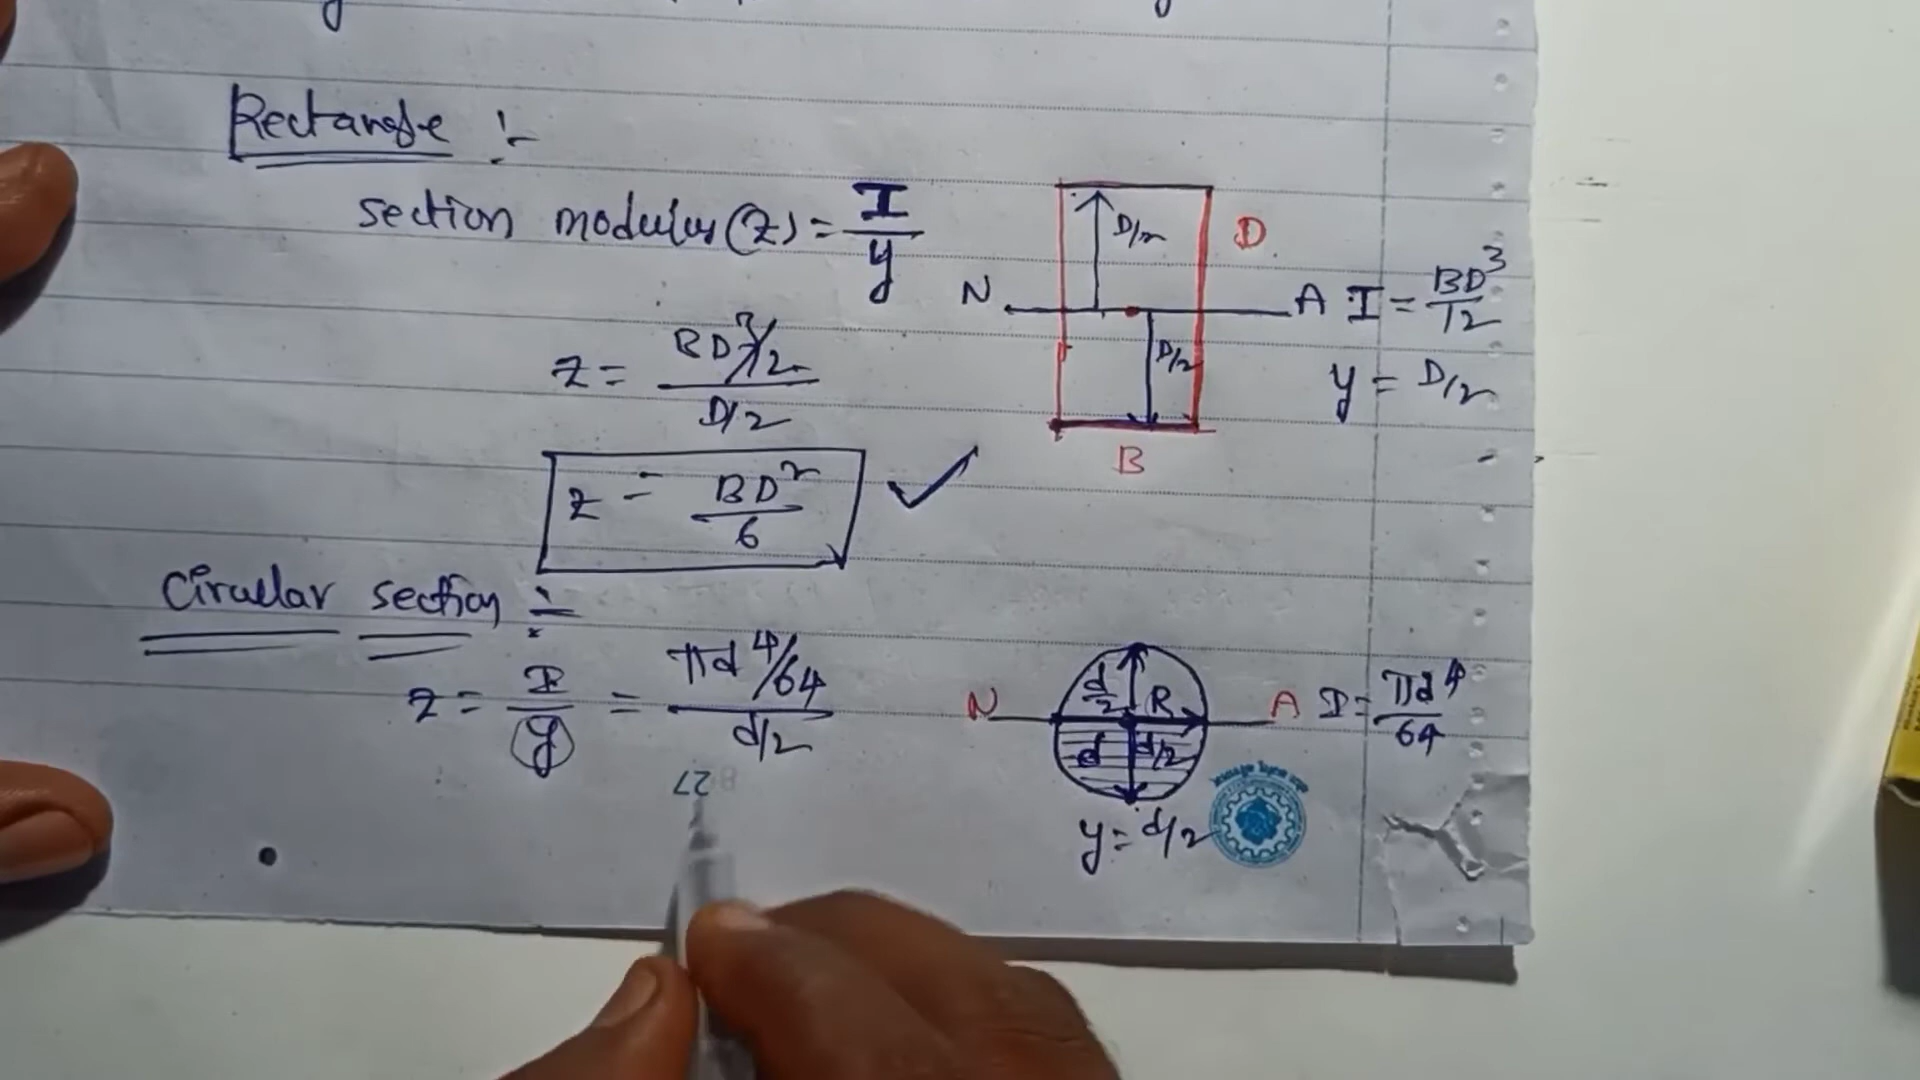 Rectangle :-
section modulus (Z) = I/y
D/2
D
N
A
I = BD³/12
Z = BD³/12 / D/2
D/2
y = D/2
B
Z = BD²/6
Circular section :-
Z = I/y = πd⁴/64 / d/2
N
d/2
R
A
I = πd⁴/64
d
d/2
27
y = d/2